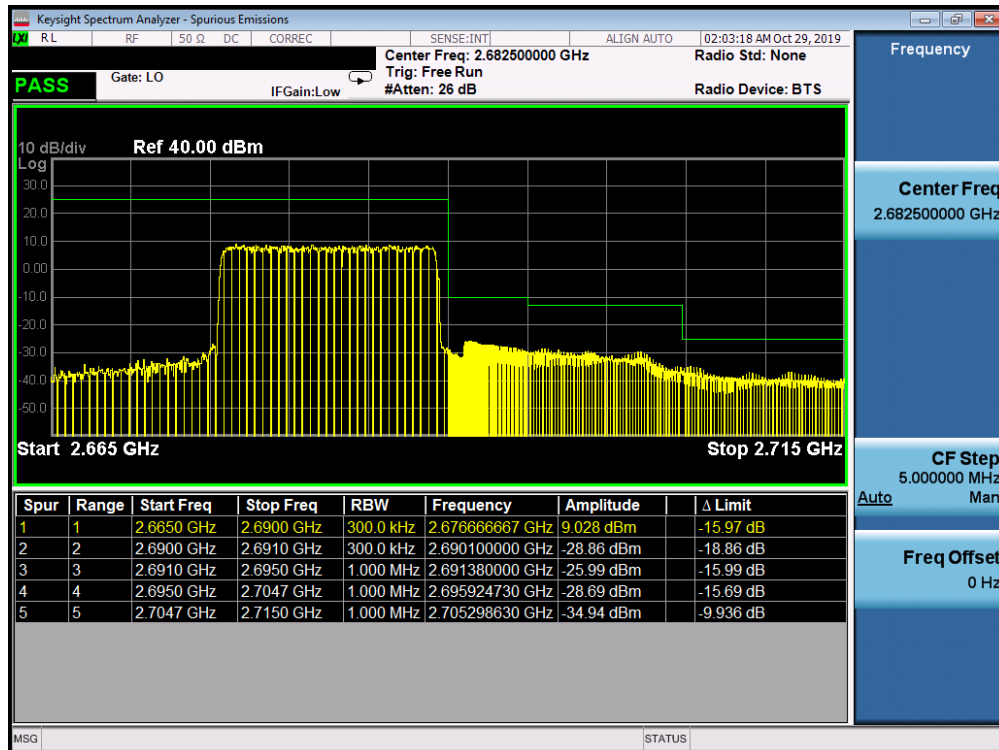 Keysight Spectrum Analyzer - Spurious Emissions
LXI RL RF 50 Ω DC CORREC SENSE:INT ALIGN AUTO 02:03:18 AM Oct 29, 2019
Center Freq: 2.682500000 GHz Radio Std: None
Trig: Free Run
PASS Gate: LO IFGain:Low #Atten: 26 dB Radio Device: BTS
10 dB/div Ref 40.00 dBm
Log
30.0
20.0
10.0
0.00
-10.0
-20.0
-30.0
-40.0
-50.0
Start 2.665 GHz Stop 2.715 GHz
Spur Range Start Freq Stop Freq RBW Frequency Amplitude Δ Limit
1 1 2.6650 GHz 2.6900 GHz 300.0 kHz 2.676666667 GHz 9.028 dBm -15.97 dB
2 2 2.6900 GHz 2.6910 GHz 300.0 kHz 2.690100000 GHz -28.86 dBm -18.86 dB
3 3 2.6910 GHz 2.6950 GHz 1.000 MHz 2.691380000 GHz -25.99 dBm -15.99 dB
4 4 2.6950 GHz 2.7047 GHz 1.000 MHz 2.695924730 GHz -28.69 dBm -15.69 dB
5 5 2.7047 GHz 2.7150 GHz 1.000 MHz 2.705298630 GHz -34.94 dBm -9.936 dB
MSG STATUS
Frequency
Center Freq
2.682500000 GHz
CF Step
5.000000 MHz
Auto Man
Freq Offset
0 Hz